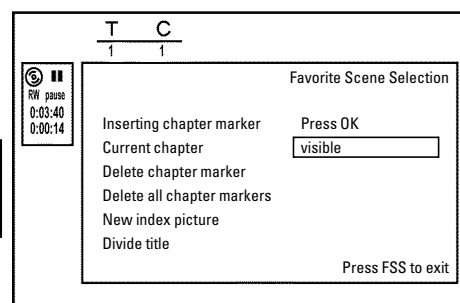 T C
1 1
RW pause
0:03:40
0:00:14
Favorite Scene Selection
Inserting chapter marker Press OK
Current chapter visible
Delete chapter marker
Delete all chapter markers
New index picture
Divide title
Press FSS to exit